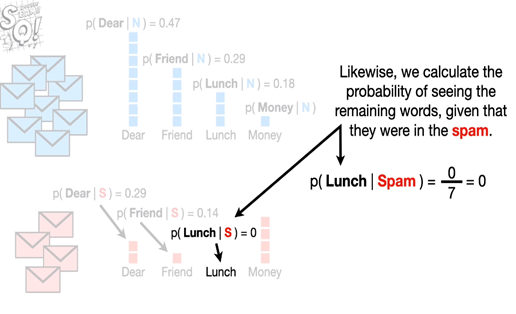 p( Dear | N ) = 0.47
p( Friend | N ) = 0.29
p( Lunch | N ) = 0.18
p( Money | N )
Dear Friend Lunch Money
Likewise, we calculate the
probability of seeing the
remaining words, given that
they were in the spam.
p( Lunch | Spam ) = 0/7 = 0
p( Dear | S ) = 0.29
p( Friend | S ) = 0.14
p( Lunch | S ) = 0
Dear Friend Lunch Money